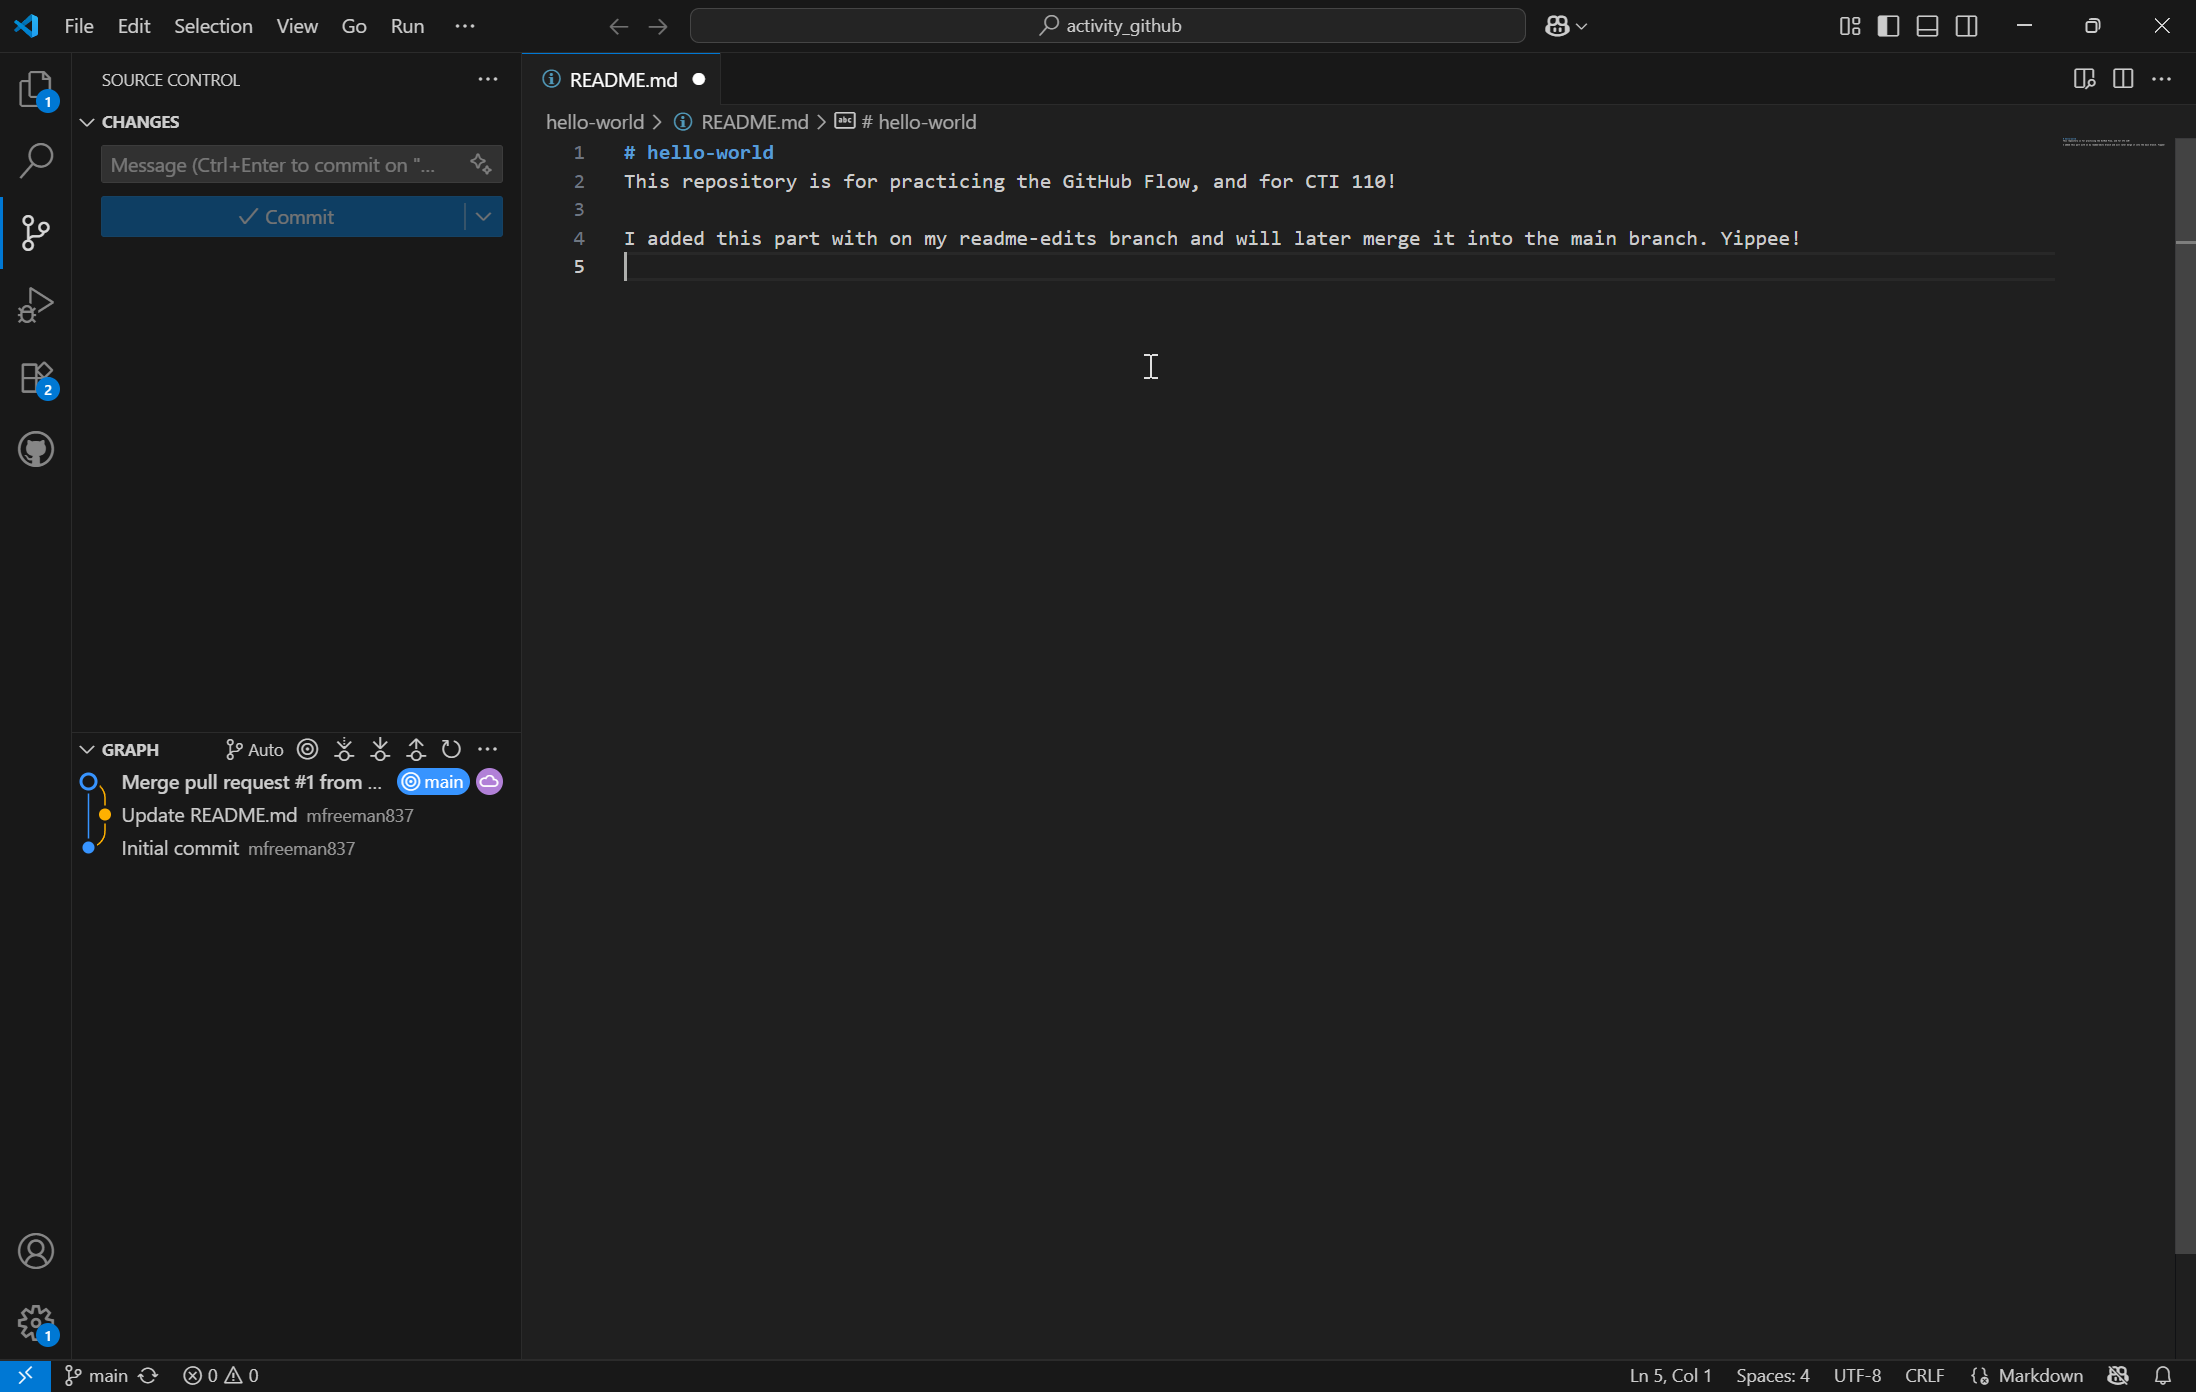 File Edit Selection View Go Run ···
activity_github
SOURCE CONTROL
CHANGES
Message (Ctrl+Enter to commit on "...
Commit
README.md
hello-world > README.md > # hello-world
1 # hello-world
2 This repository is for practicing the GitHub Flow, and for CTI 110!
3
4 I added this part with on my readme-edits branch and will later merge it into the main branch. Yippee!
5
1
2
GRAPH Auto
Merge pull request #1 from ... main
Update README.md mfreeman837
Initial commit mfreeman837
1
main 0 0 Ln 5, Col 1 Spaces: 4 UTF-8 CRLF Markdown